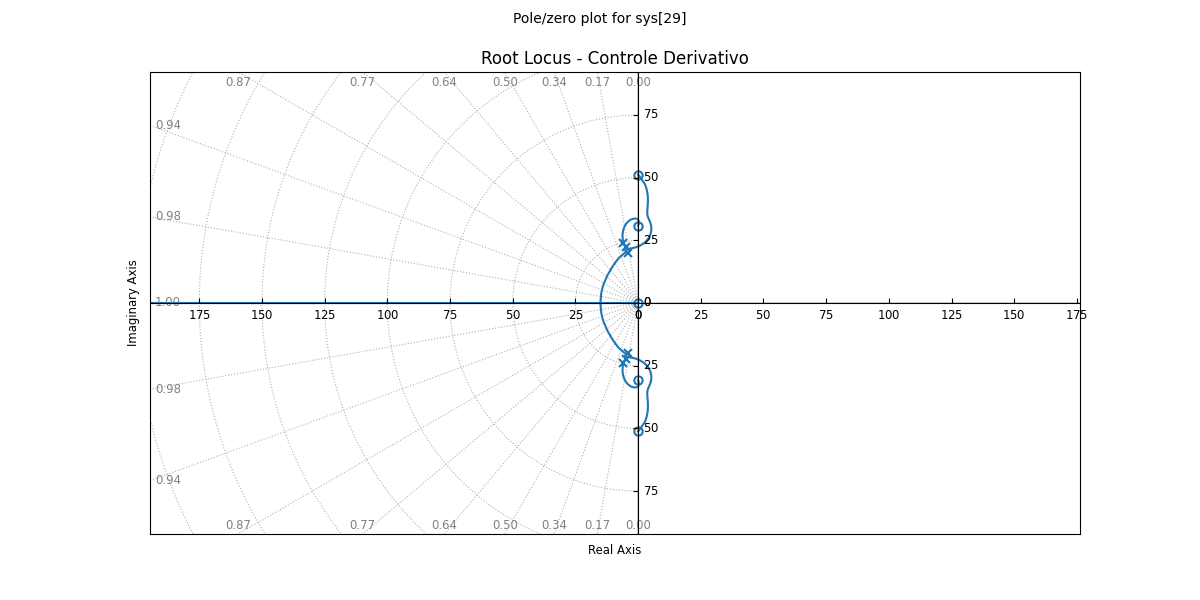 Pole/zero plot for sys[29]
Root Locus - Controle Derivativo
0.87 0.77 0.64 0.50 0.34 0.17 0.00
75
0.94
50
0.98
25
1.00 0
175 150 125 100 75 50 25 0 25 50 75 100 125 150 175
25
0.98
50
0.94
75
0.87 0.77 0.64 0.50 0.34 0.17 0.00
Imaginary Axis
Real Axis